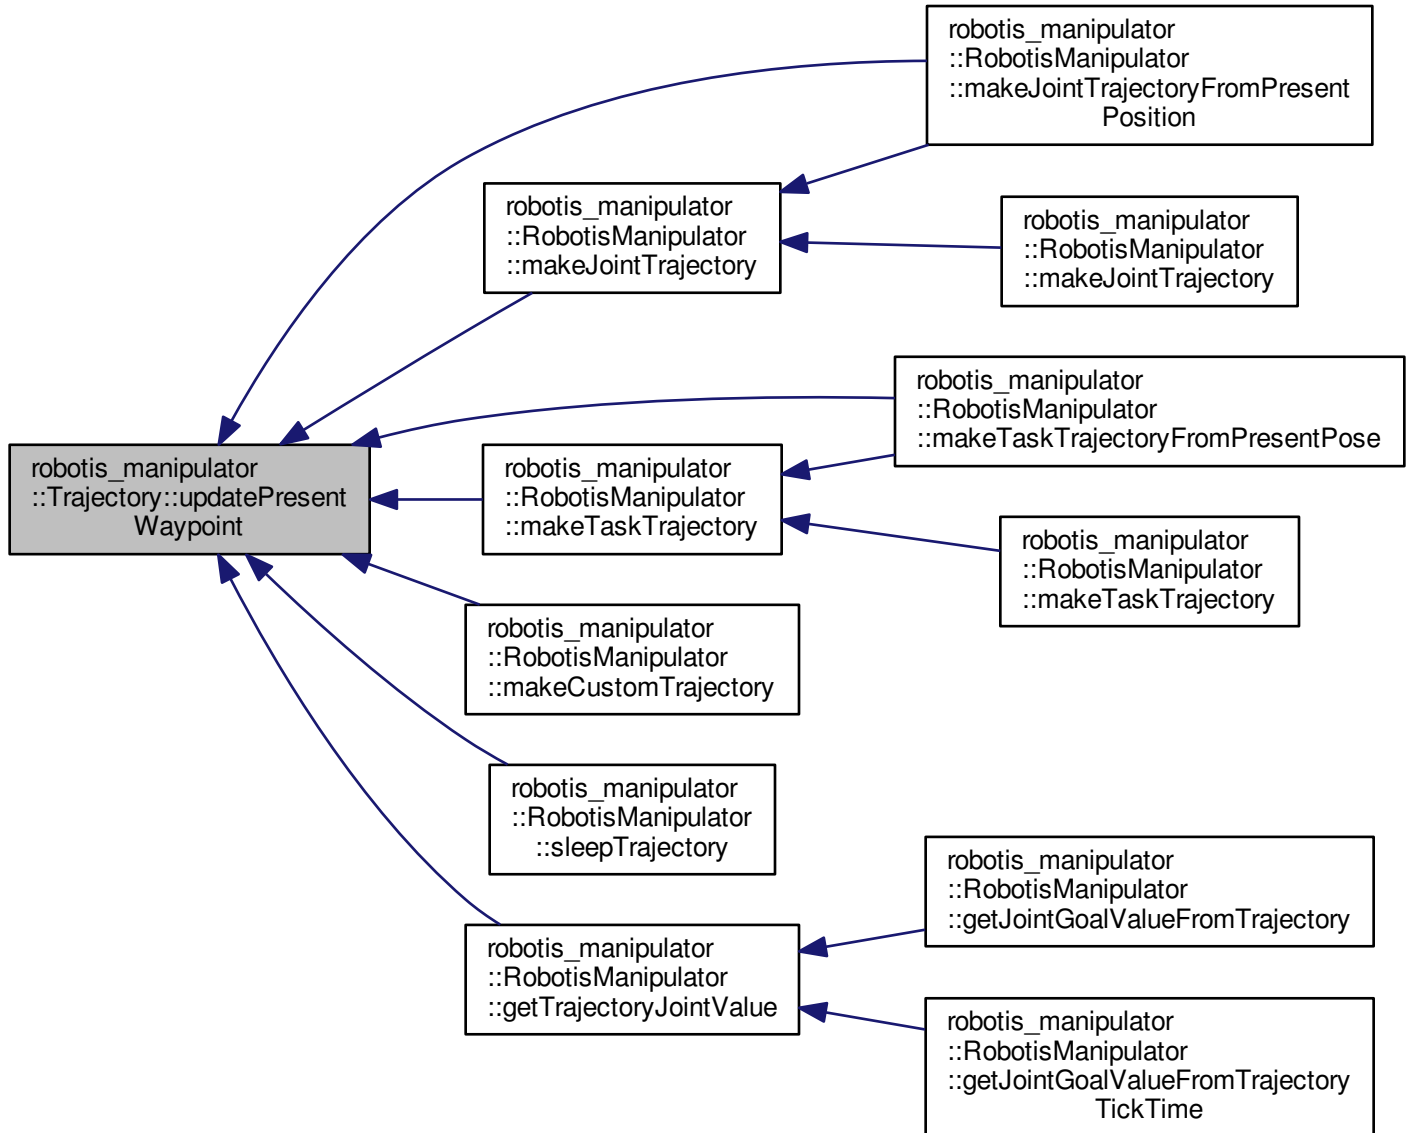 robotis_manipulator
::RobotisManipulator
::makeJointTrajectoryFromPresent
Position
robotis_manipulator
::RobotisManipulator
::makeJointTrajectory
robotis_manipulator
::RobotisManipulator
::makeJointTrajectory
robotis_manipulator
::RobotisManipulator
::makeTaskTrajectoryFromPresentPose
robotis_manipulator
::Trajectory::updatePresent
Waypoint
robotis_manipulator
::RobotisManipulator
::makeTaskTrajectory
robotis_manipulator
::RobotisManipulator
::makeTaskTrajectory
robotis_manipulator
::RobotisManipulator
::makeCustomTrajectory
robotis_manipulator
::RobotisManipulator
::sleepTrajectory
robotis_manipulator
::RobotisManipulator
::getJointGoalValueFromTrajectory
robotis_manipulator
::RobotisManipulator
::getTrajectoryJointValue
robotis_manipulator
::RobotisManipulator
::getJointGoalValueFromTrajectory
TickTime